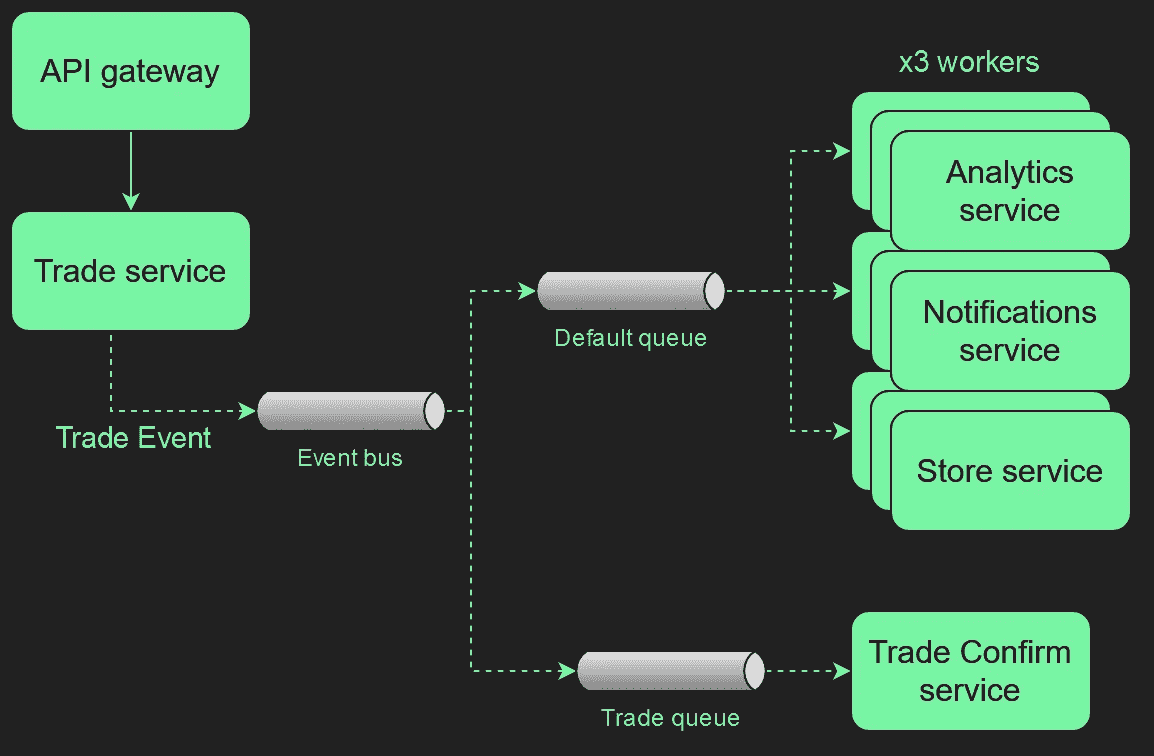 API gateway
x3 workers
Analytics
service
Trade service
Notifications
service
Default queue
Trade Event
Event bus
Store service
Trade Confirm
service
Trade queue